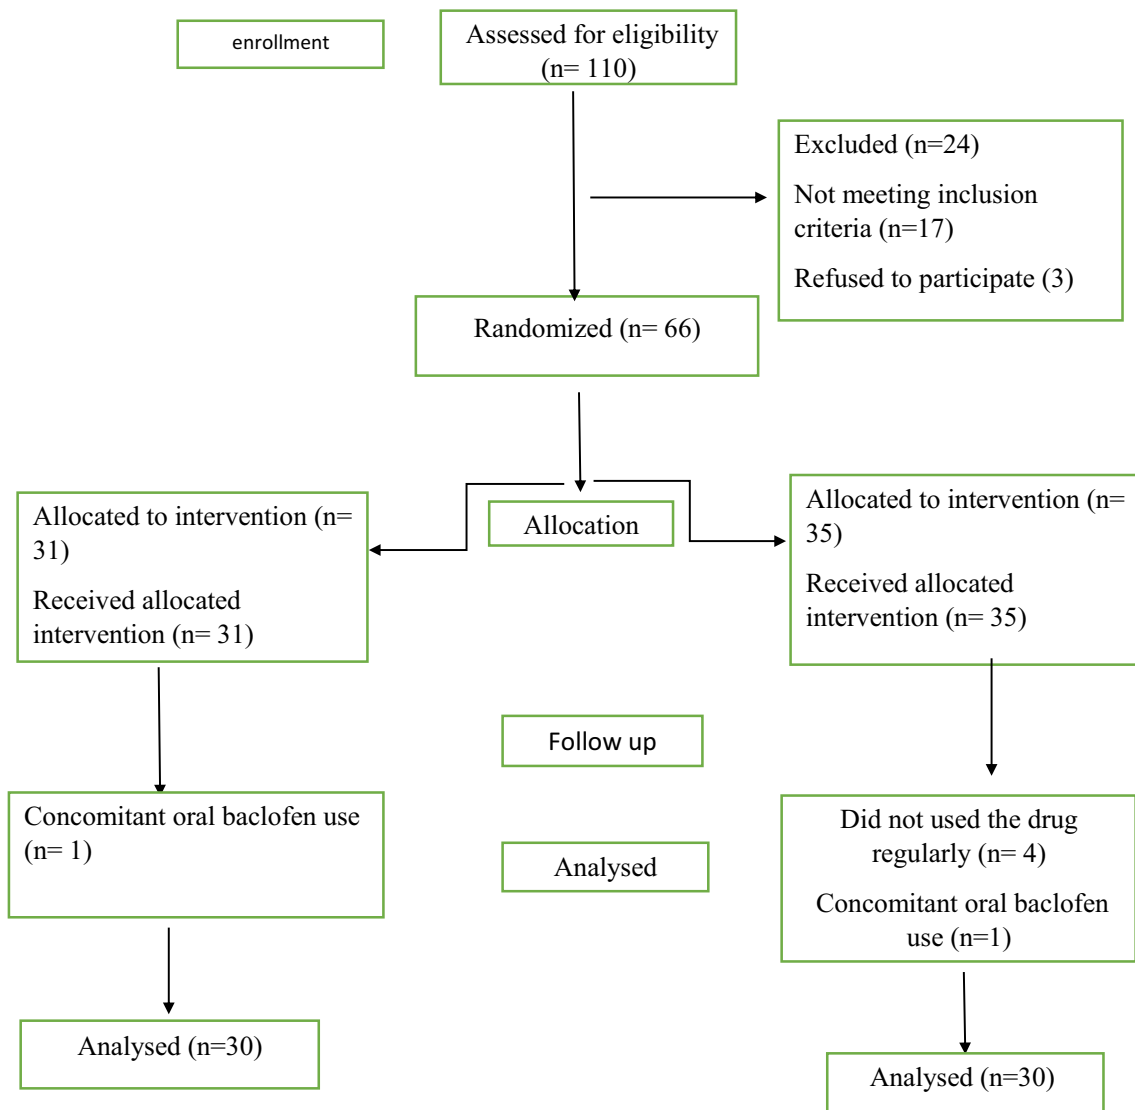 enrollment
Assessed for eligibility
(n= 110)
Excluded (n=24)
Not meeting inclusion
criteria (n=17)
Refused to participate (3)
Randomized (n= 66)
Allocation
Allocated to intervention (n=
31)
Received allocated
intervention (n= 31)
Allocated to intervention (n=
35)
Received allocated
intervention (n= 35)
Follow up
Concomitant oral baclofen use
(n= 1)
Did not used the drug
regularly (n= 4)
Concomitant oral baclofen
use (n=1)
Analysed
Analysed (n=30)
Analysed (n=30)